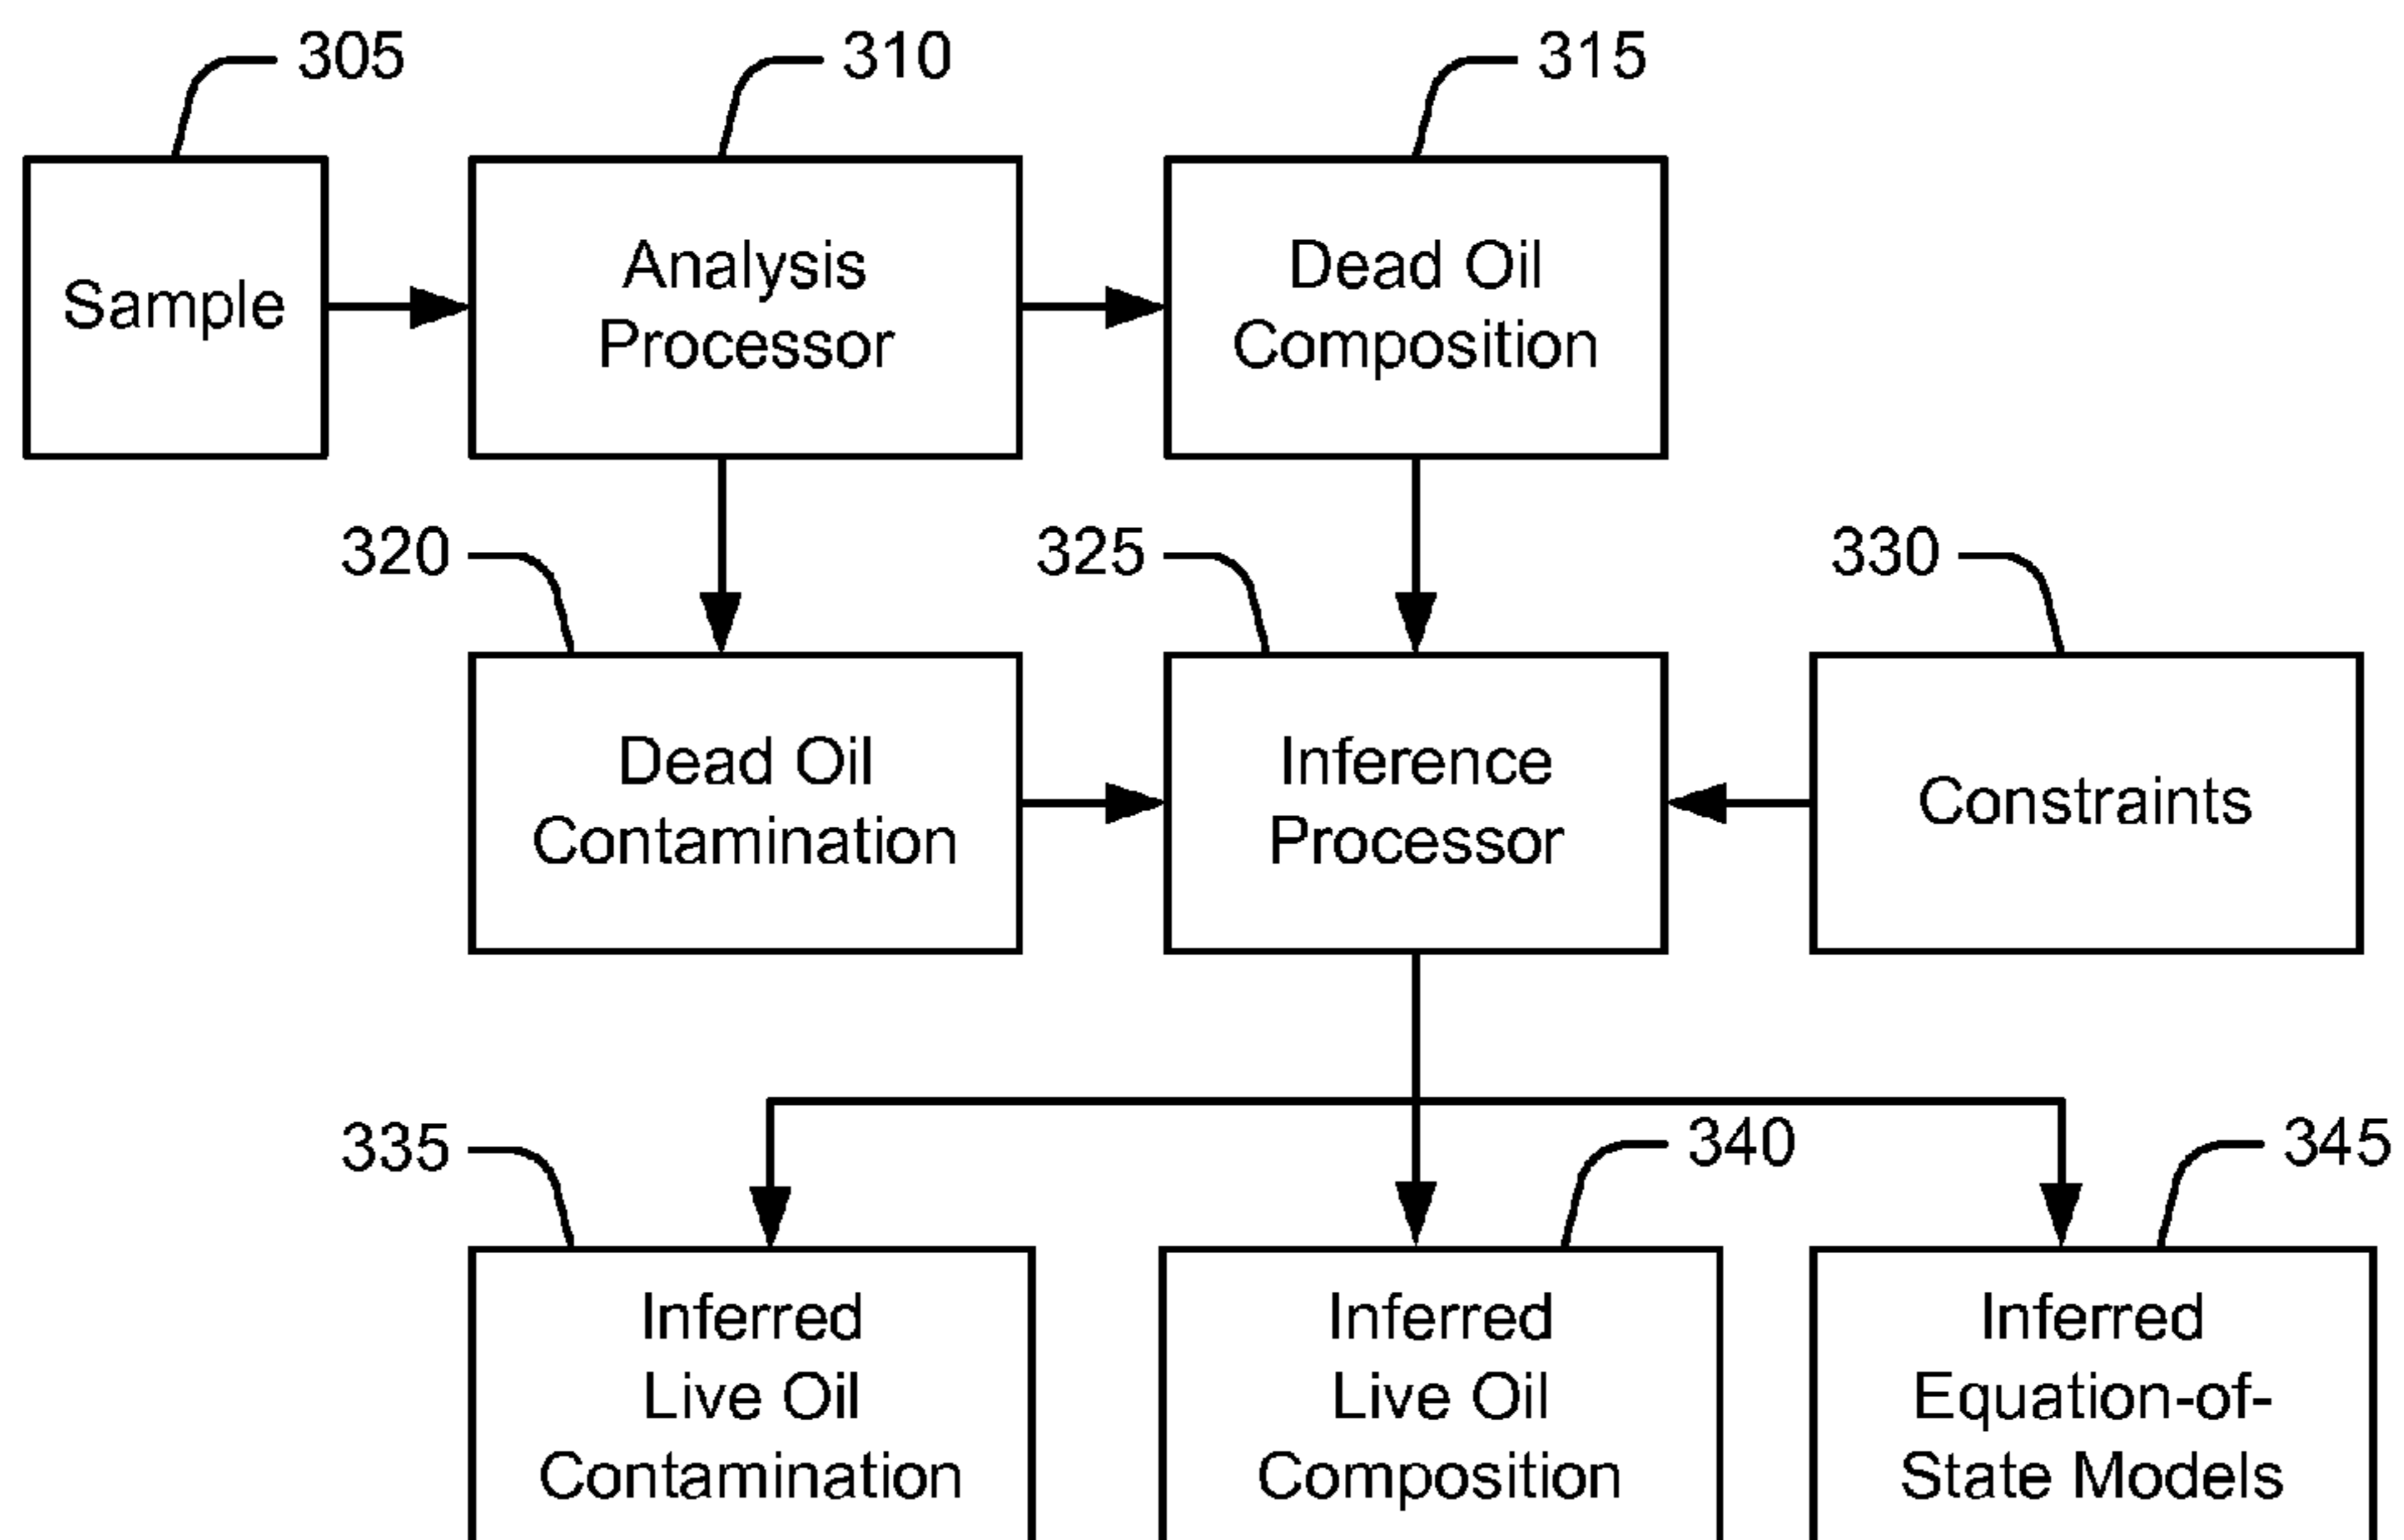 305
310
315
Sample
Analysis
Processor
Dead Oil
Composition
320
325
330
Dead Oil
Contamination
Inference
Processor
Constraints
335
340
345
Inferred
Live Oil
Contamination
Inferred
Live Oil
Composition
Inferred
Equation-of-
State Models